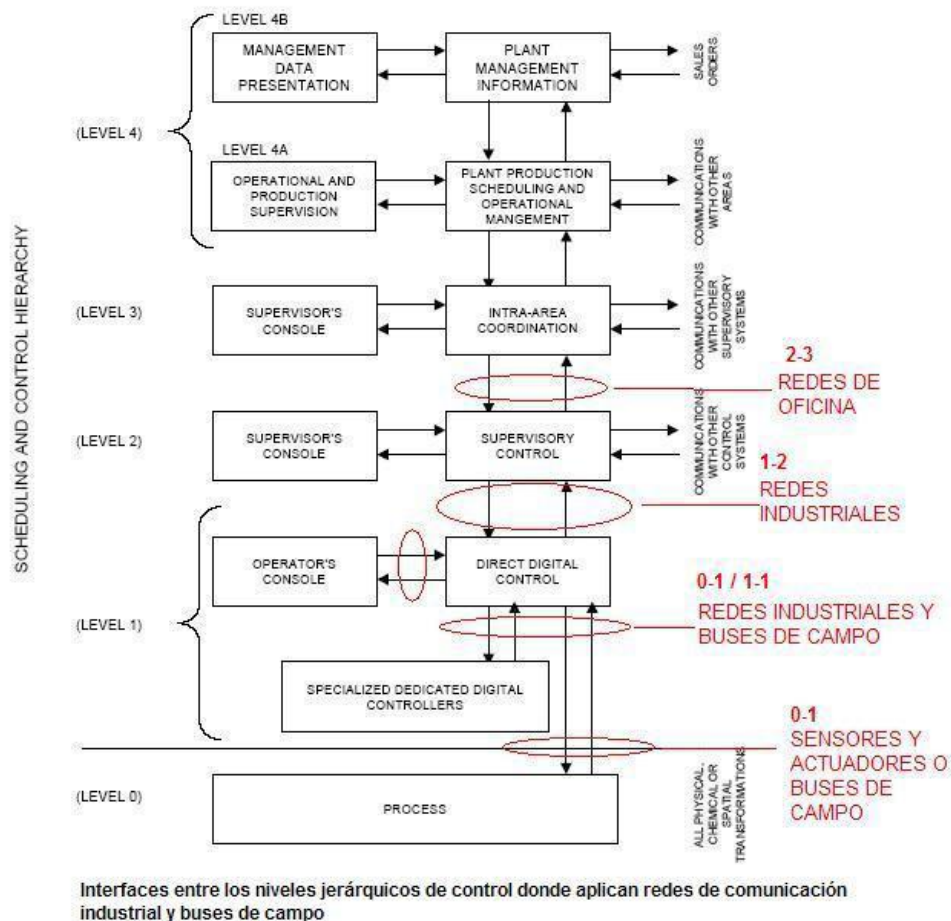 SCHEDULING AND CONTROL HIERARCHY
(LEVEL 4)
LEVEL 4B
MANAGEMENT
DATA
PRESENTATION
PLANT
MANAGEMENT
INFORMATION
SALES
ORDERS
LEVEL 4A
OPERATIONAL AND
PRODUCTION
SUPERVISION
PLANT PRODUCTION
SCHEDULING AND
OPERATIONAL
MANGEMENT
COMMUNICATIONS
WITH OTHER
AREAS
(LEVEL 3)
SUPERVISOR'S
CONSOLE
INTRA-AREA
COORDINATION
COMMUNICATIONS
WITH OTHER
SUPERVISORY
SYSTEMS
2-3
REDES DE
OFICINA
(LEVEL 2)
SUPERVISOR'S
CONSOLE
SUPERVISORY
CONTROL
COMMUNICATIONS
WITH OTHER
CONTROL
SYSTEMS
1-2
REDES
INDUSTRIALES
(LEVEL 1)
OPERATOR'S
CONSOLE
DIRECT DIGITAL
CONTROL
0-1 / 1-1
REDES INDUSTRIALES Y
BUSES DE CAMPO
SPECIALIZED DEDICATED DIGITAL
CONTROLLERS
0-1
SENSORES Y
ACTUADORES O
BUSES DE
CAMPO
(LEVEL 0)
PROCESS
ALL PHYSICAL,
CHEMICAL OR
SPATIAL
TRANSFORMATIONS
Interfaces entre los niveles jerárquicos de control donde aplican redes de comunicación
industrial y buses de campo